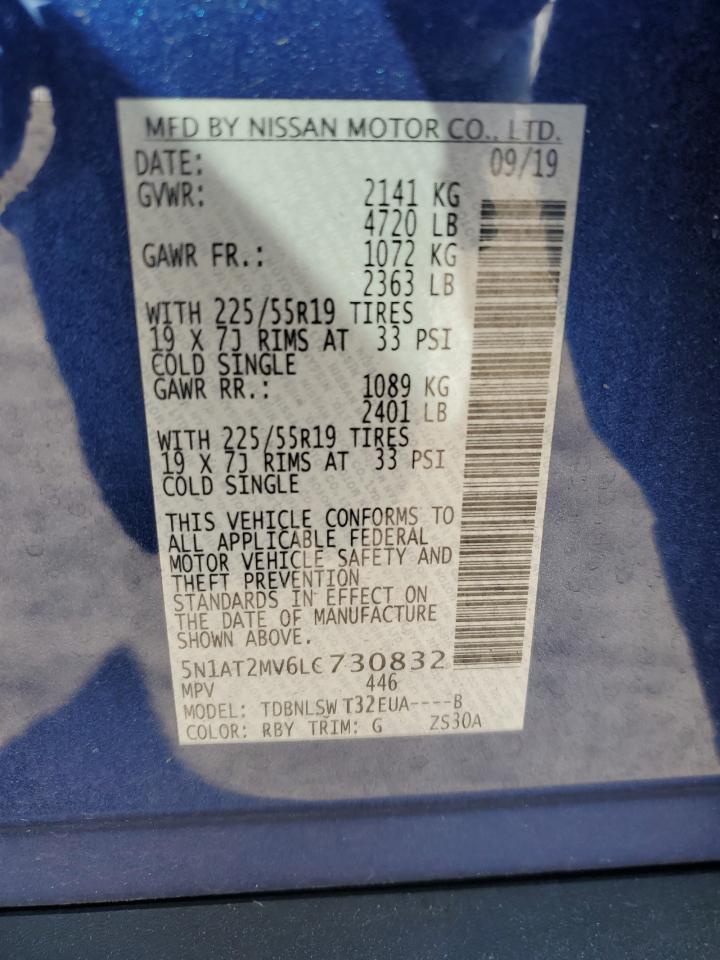 MFD BY NISSAN MOTOR CO., LTD.
DATE: 09/19
GVWR: 2141 KG
4720 LB
GAWR FR.: 1072 KG
2363 LB
WITH 225/55R19 TIRES
19 X 7J RIMS AT 33 PSI
COLD SINGLE
GAWR RR.: 1089 KG
2401 LB
WITH 225/55R19 TIRES
19 X 7J RIMS AT 33 PSI
COLD SINGLE
THIS VEHICLE CONFORMS TO
ALL APPLICABLE FEDERAL
MOTOR VEHICLE SAFETY AND
THEFT PREVENTION
STANDARDS IN EFFECT ON
THE DATE OF MANUFACTURE
SHOWN ABOVE.
5N1AT2MV6LC730832
MPV 446
MODEL: TDBNLSW T32EUA----B
COLOR: RBY TRIM: G ZS30A